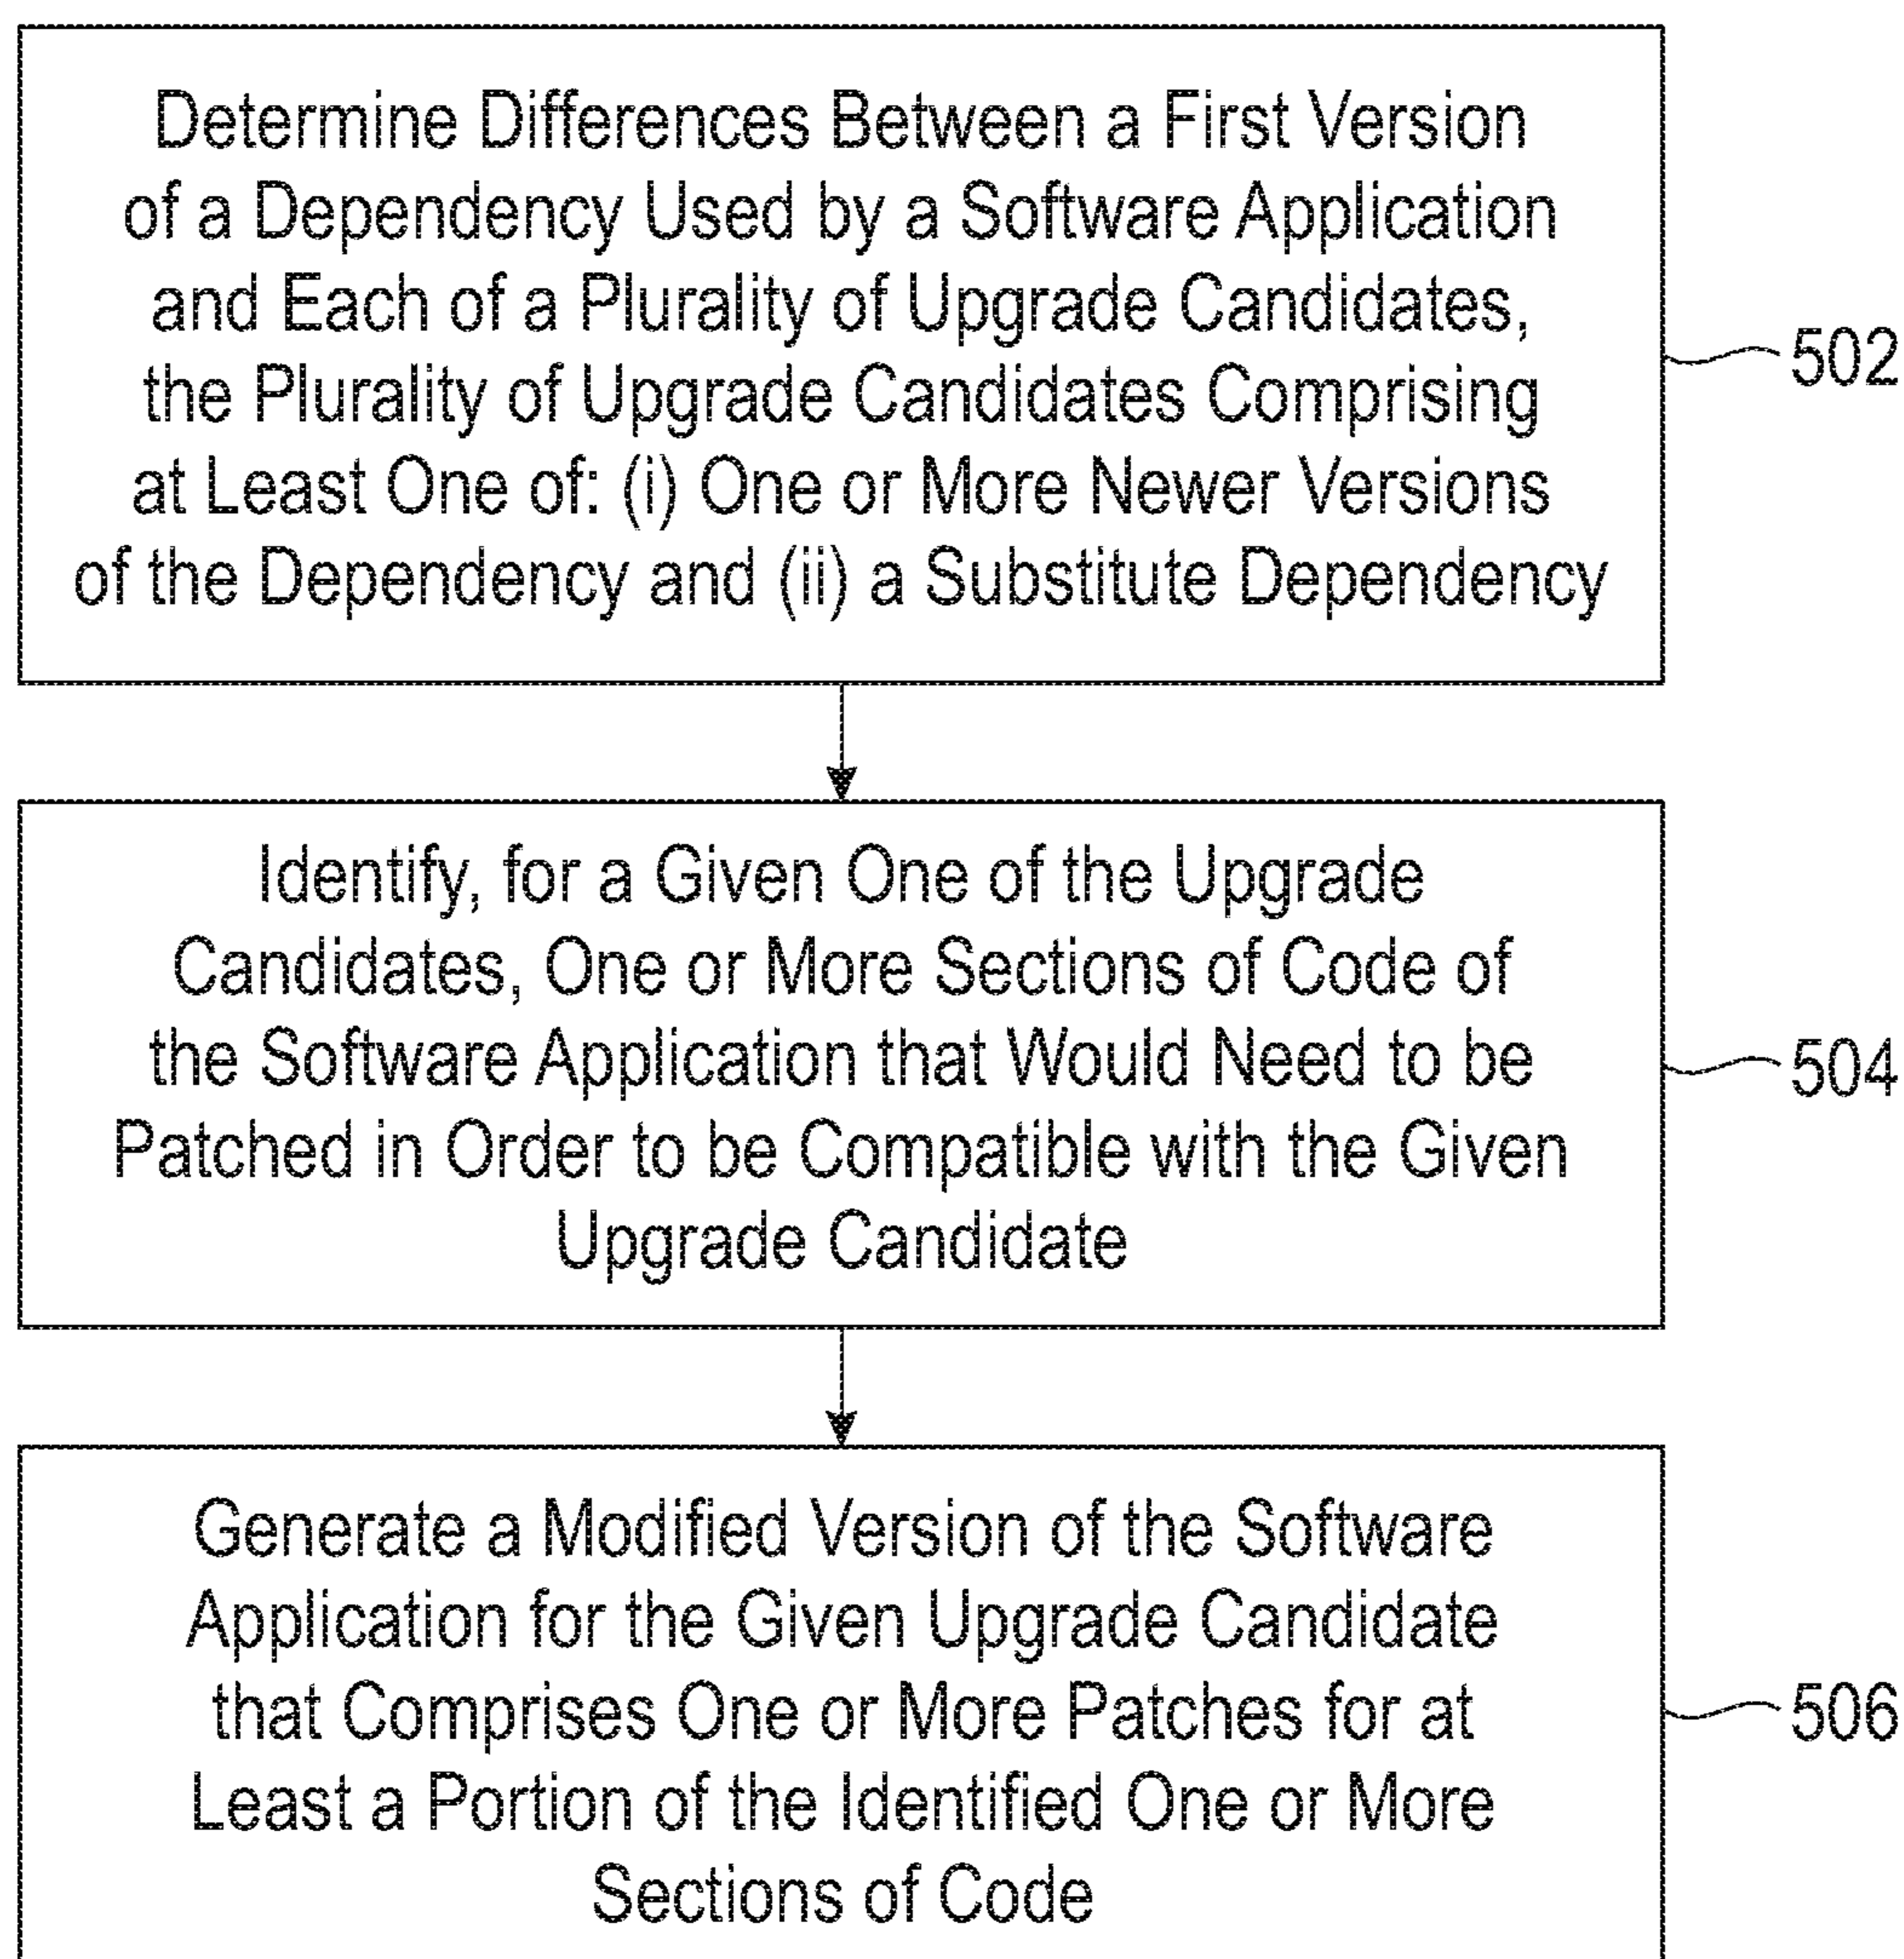 Determine Differences Between a First Version
of a Dependency Used by a Software Application
and Each of a Plurality of Upgrade Candidates,
the Plurality of Upgrade Candidates Comprising
at Least One of: (i) One or More Newer Versions
of the Dependency and (ii) a Substitute Dependency
502
Identify, for a Given One of the Upgrade
Candidates, One or More Sections of Code of
the Software Application that Would Need to be
Patched in Order to be Compatible with the Given
Upgrade Candidate
504
Generate a Modified Version of the Software
Application for the Given Upgrade Candidate
that Comprises One or More Patches for at
Least a Portion of the Identified One or More
Sections of Code
506